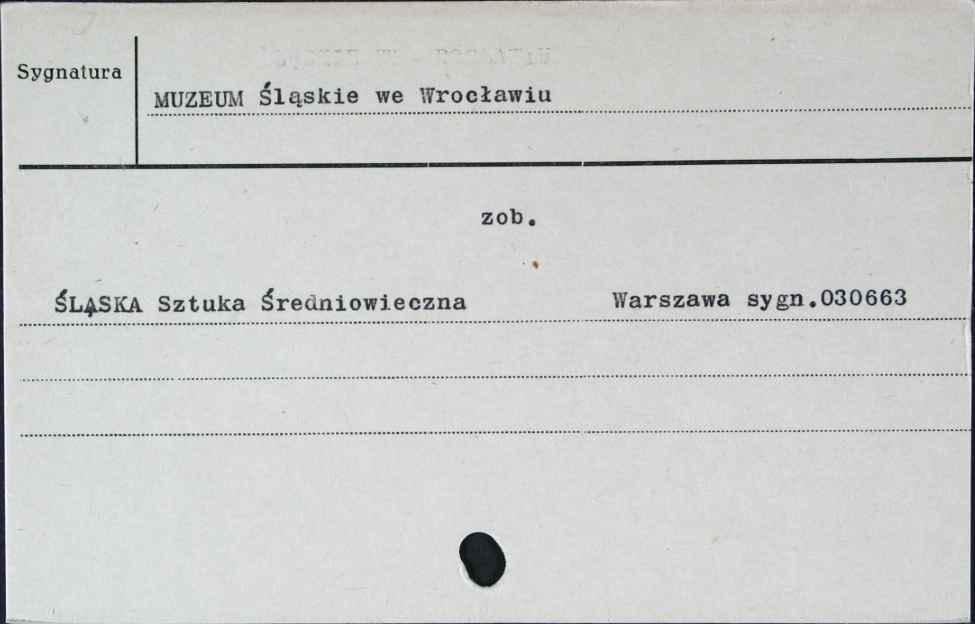 Sygnatura
MUZEUM Śląskie we Wrocławiu
zob.
ŚLĄSKA Sztuka Średniowieczna Warszawa sygn.030663